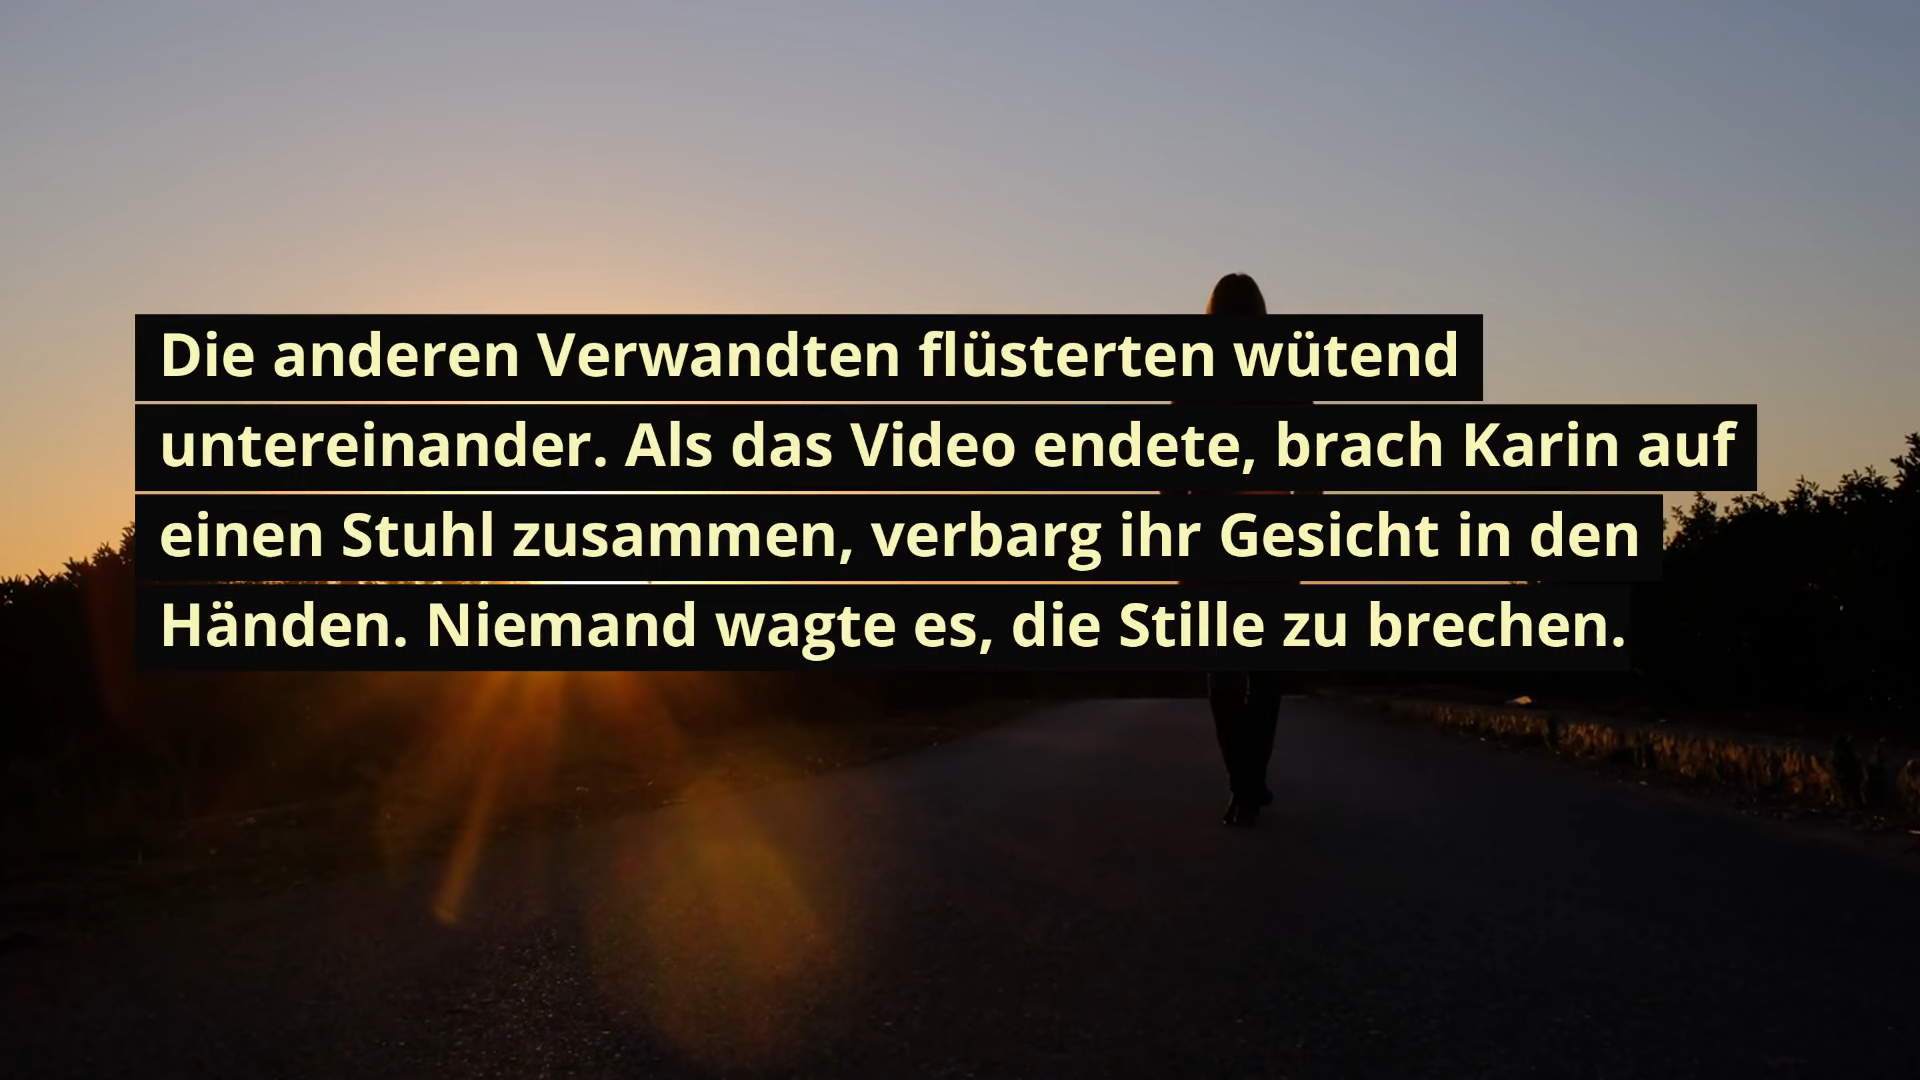 Die anderen Verwandten flüsterten wütend
untereinander. Als das Video endete, brach Karin auf
einen Stuhl zusammen, verbarg ihr Gesicht in den
Händen. Niemand wagte es, die Stille zu brechen.